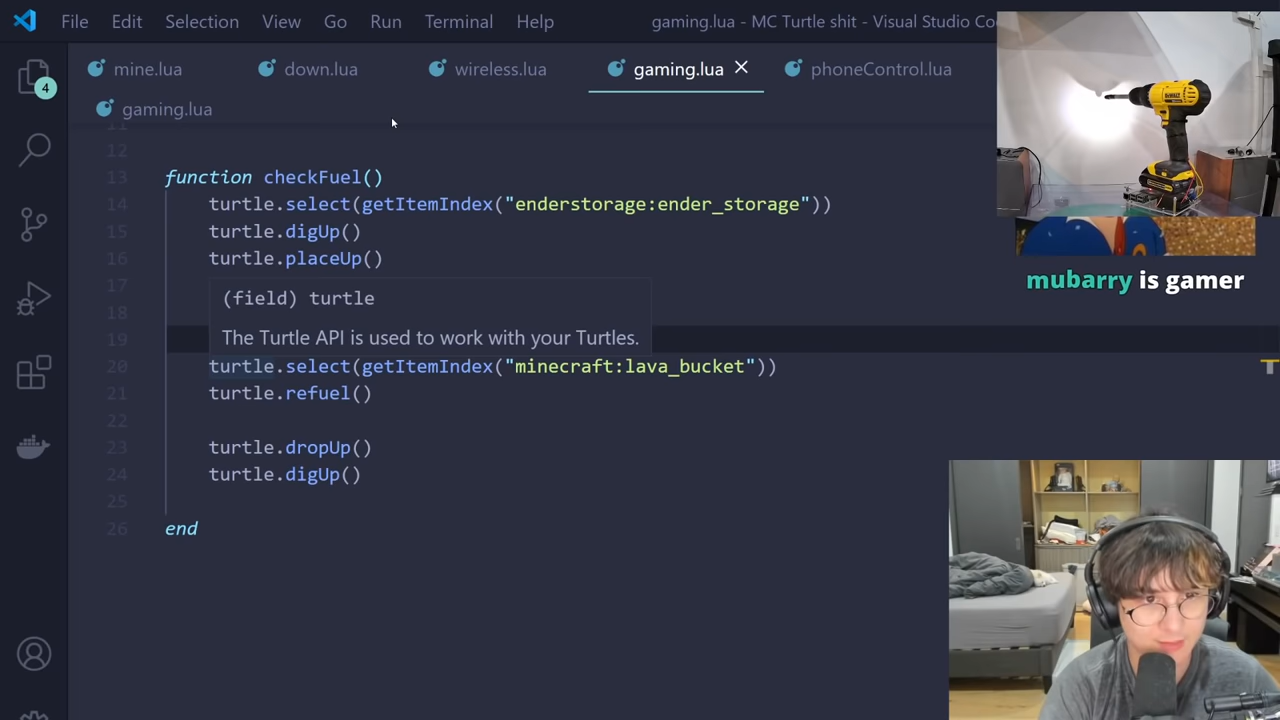 File Edit Selection View Go Run Terminal Help
gaming.lua - MC Turtle shit - Visual Studio Co
mine.lua down.lua wireless.lua gaming.lua phoneControl.lua
4
gaming.lua
11
12
13 function checkFuel()
14 turtle.select(getItemIndex("enderstorage:ender_storage"))
15 turtle.digUp()
16 turtle.placeUp()
17
18
(field) turtle
The Turtle API is used to work with your Turtles.
19
20 turtle.select(getItemIndex("minecraft:lava_bucket"))
21 turtle.refuel()
22
23 turtle.dropUp()
24 turtle.digUp()
25
26 end
DEWALT
mubarry is gamer